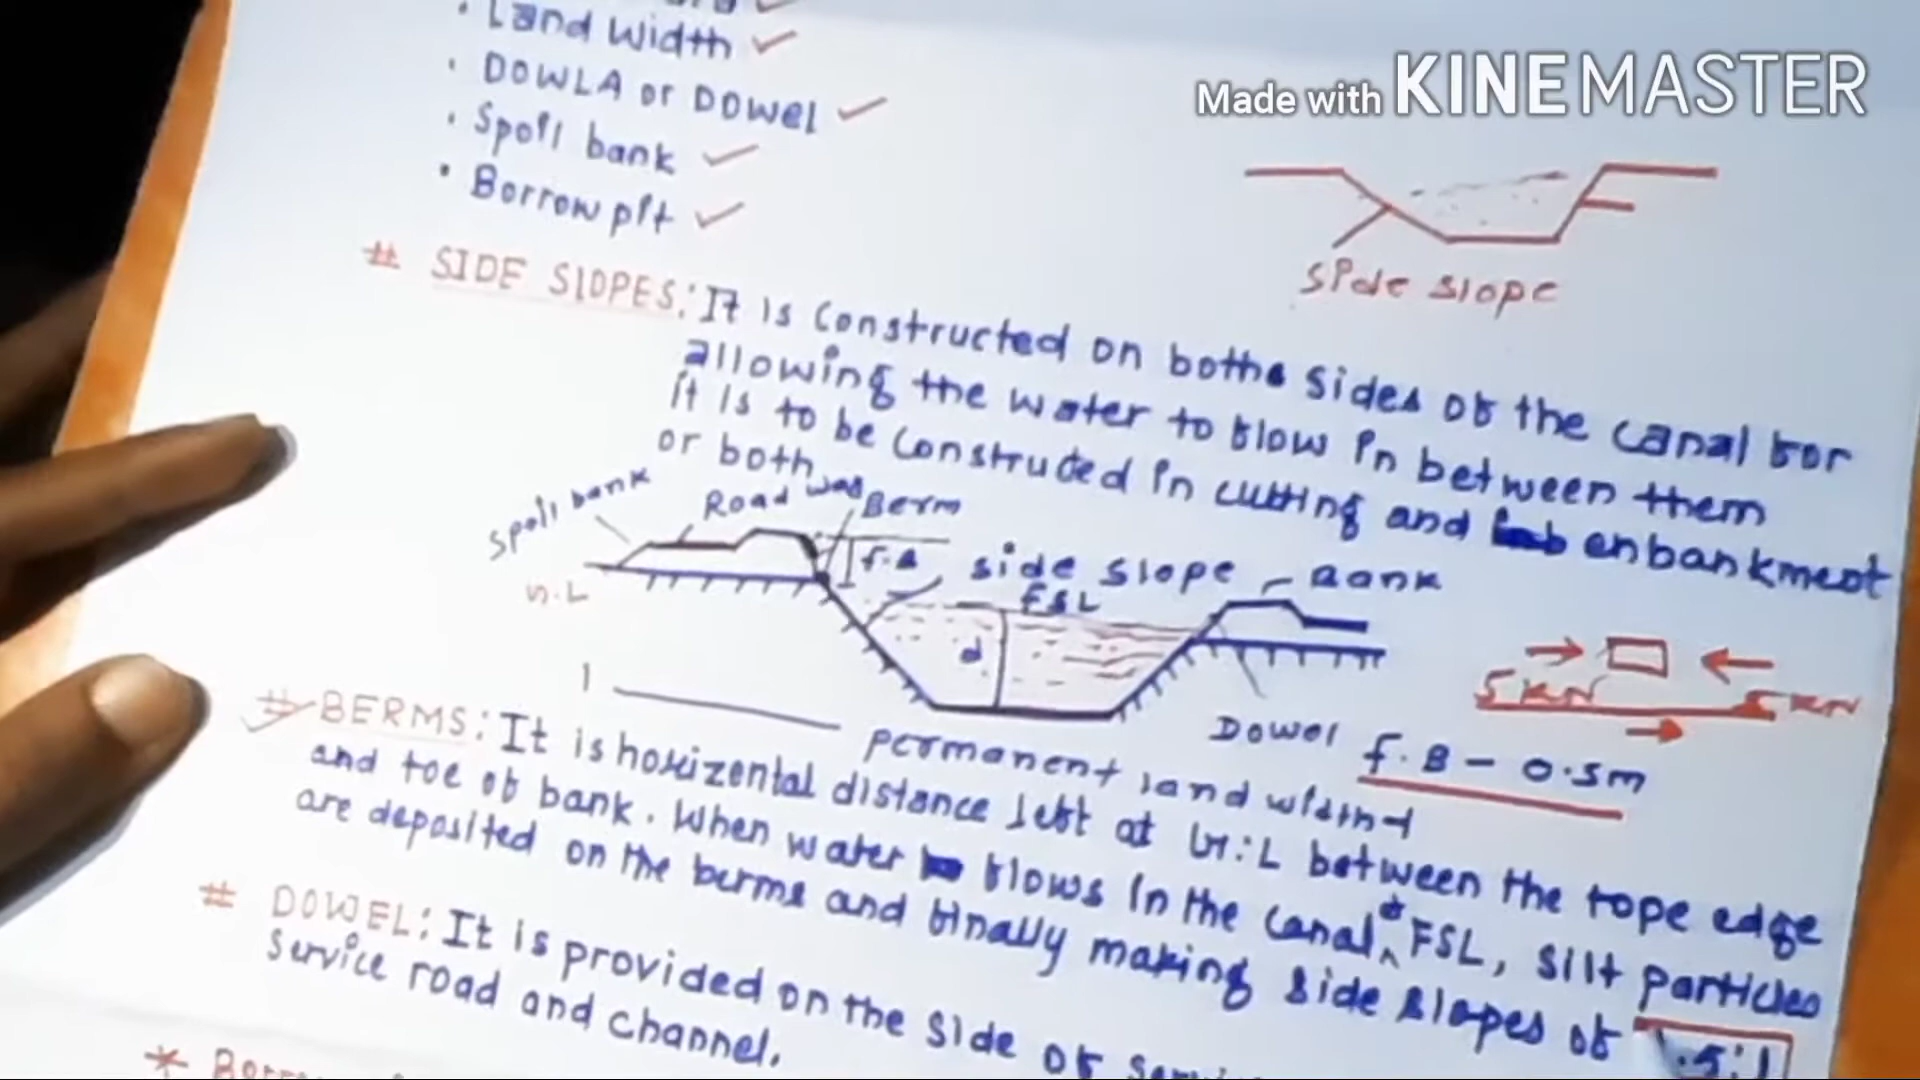 Made with KINEMASTER
• Land Width
• DOWLA or DOWEL
• Spoil bank
• Borrow pit
Side slope
# SIDE SLOPES: It is constructed on both sides of the canal for
allowing the water to flow in between them
it is to be constructed in cutting and enbankment
or both
Spoil bank
Road way
Berm
F.B
side slope
FSL
Bank
n.L
d
Dowel
permanent land width
5KN
5KN
F.B – 0.5m
# BERMS: It is horizental distance left at G.L between the tope edge
and toe of bank. When water flows in the canal at FSL, silt particles
are deposited on the berms and finally making side slopes of .5:1
# DOWEL: It is provided on the side of
service road and channel.